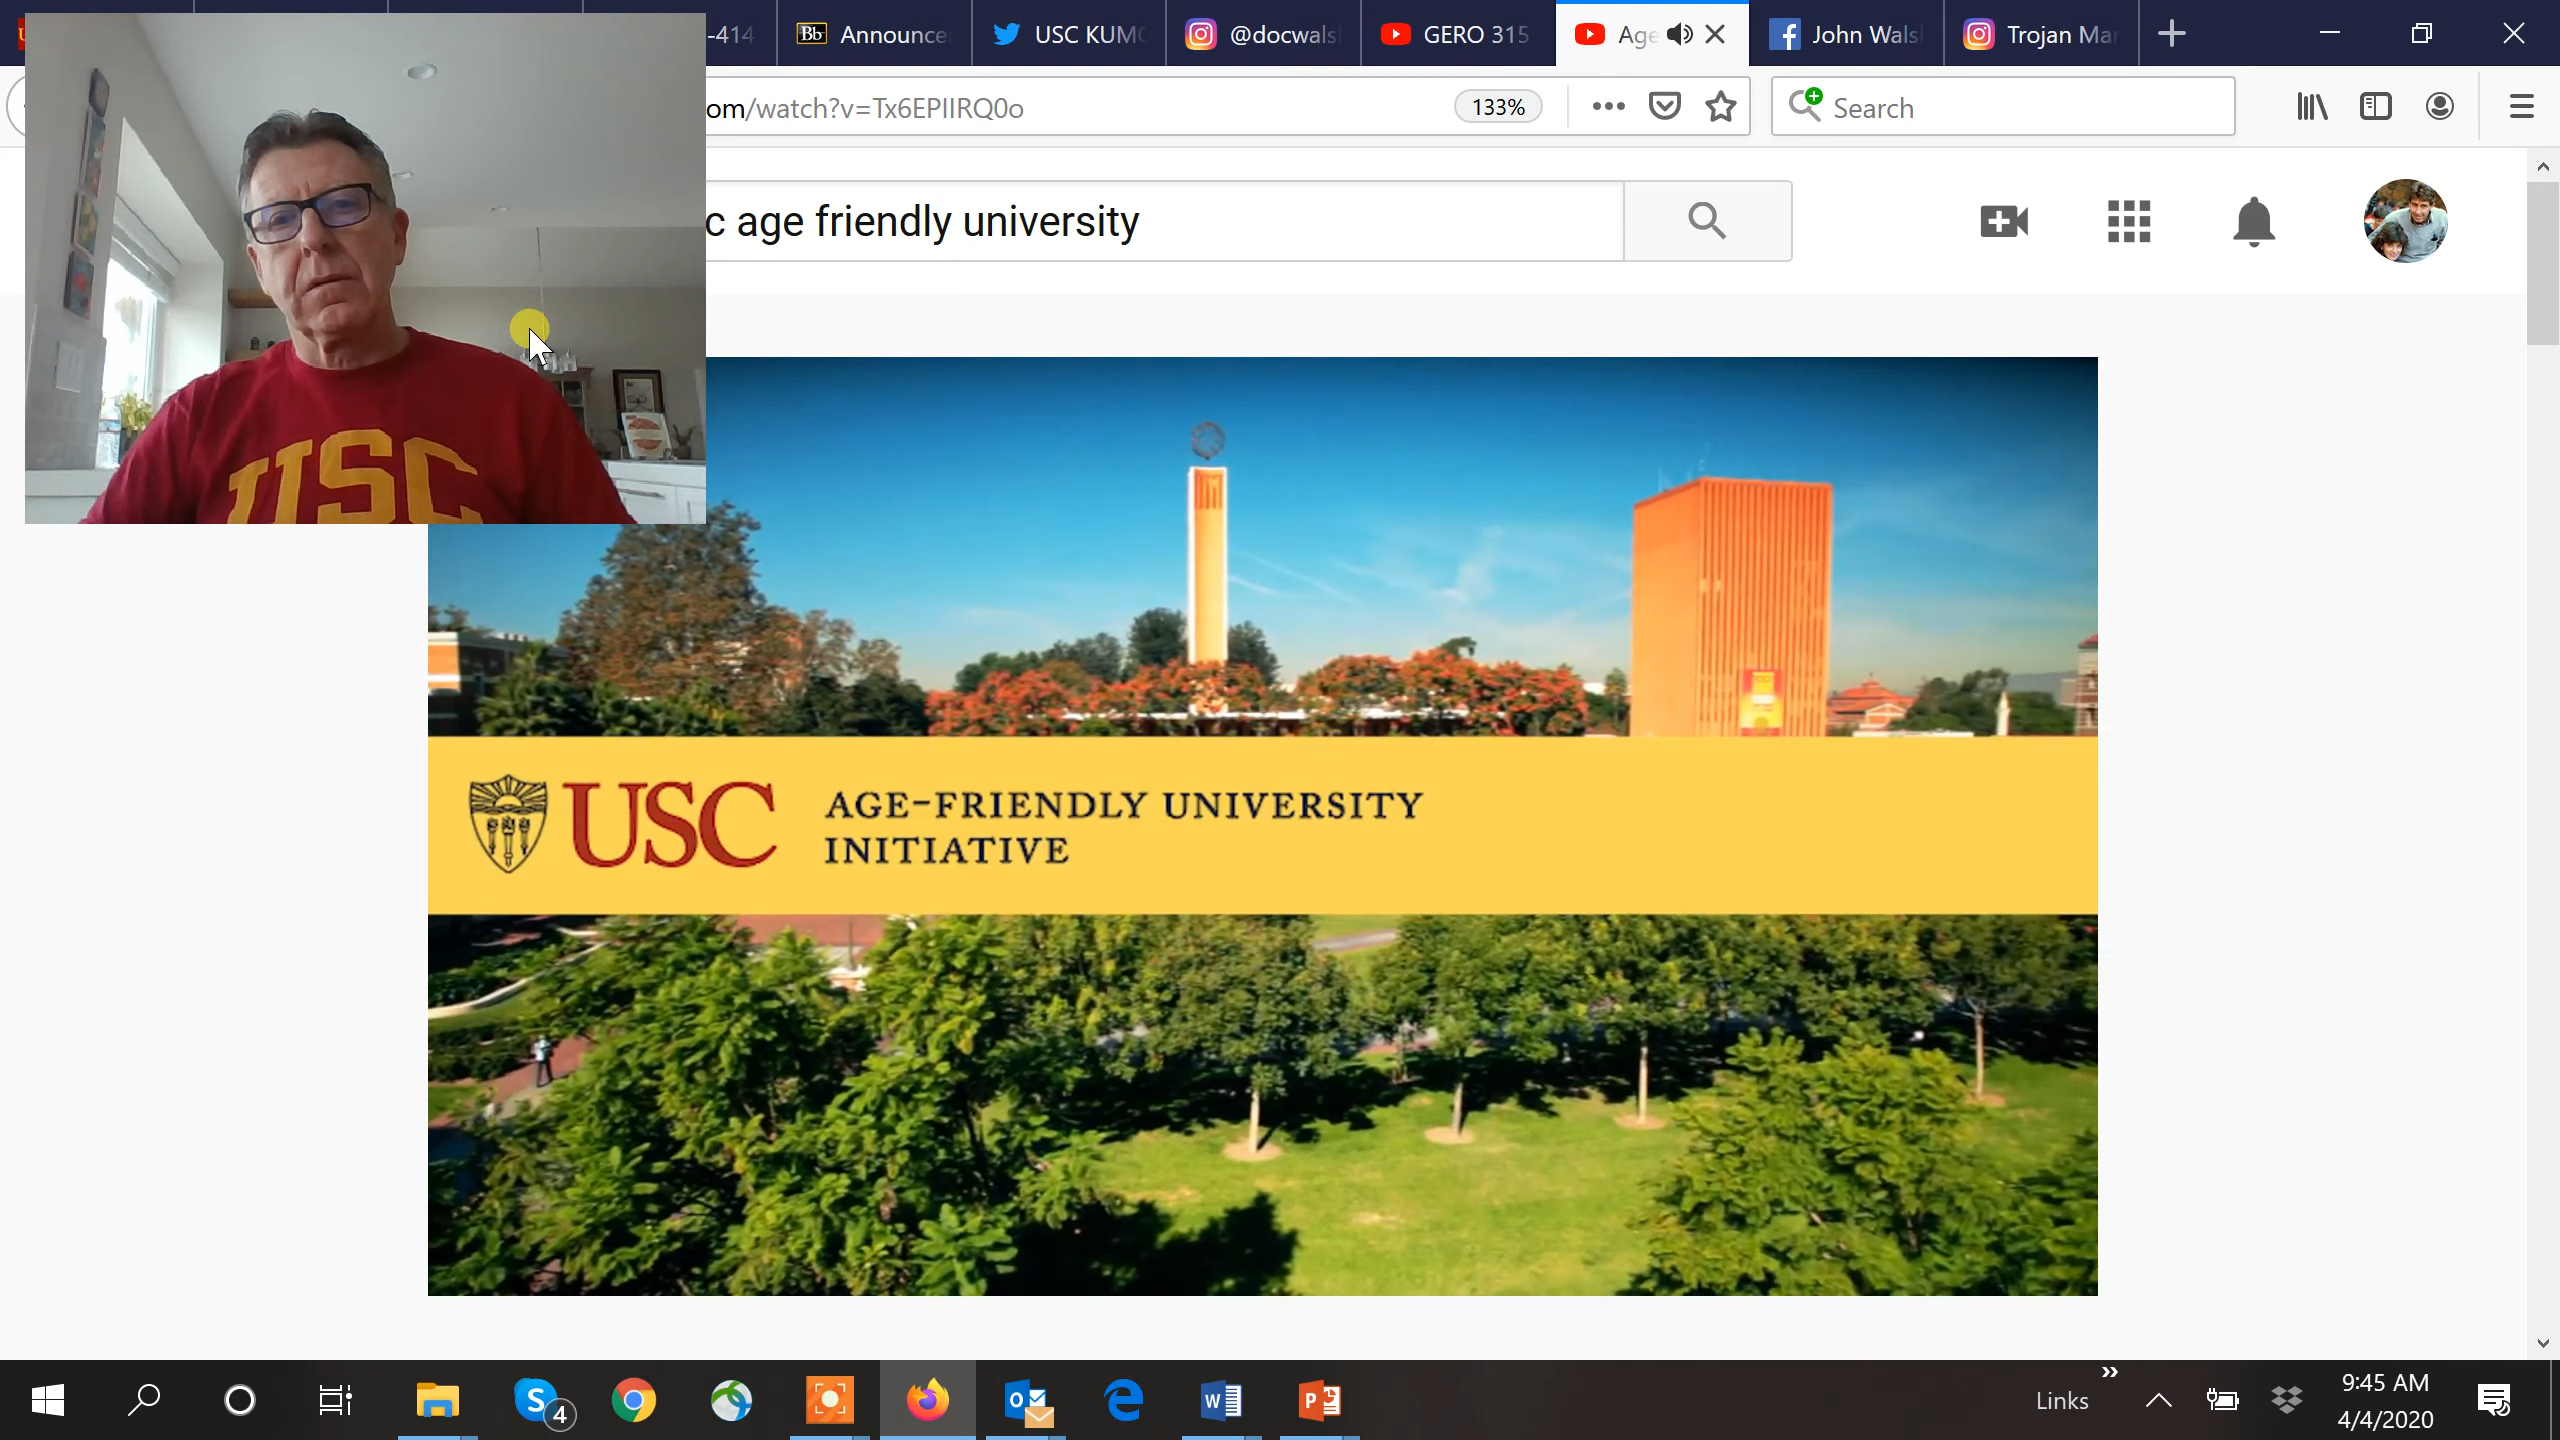 -414
Announce
USC KUM
@docwals
GERO 315
Age
John Wals
Trojan Ma
om/watch?v=Tx6EPIIRQ0o
133%
Search
c age friendly university
USC
USC AGE-FRIENDLY UNIVERSITY
INITIATIVE
4
Links
9:45 AM
4/4/2020